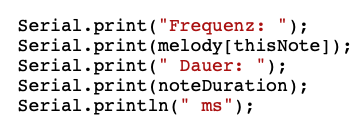 Serial.print("Frequenz: ");
Serial.print(melody[thisNote]);
Serial.print(" Dauer: ");
Serial.print(noteDuration);
Serial.println(" ms");